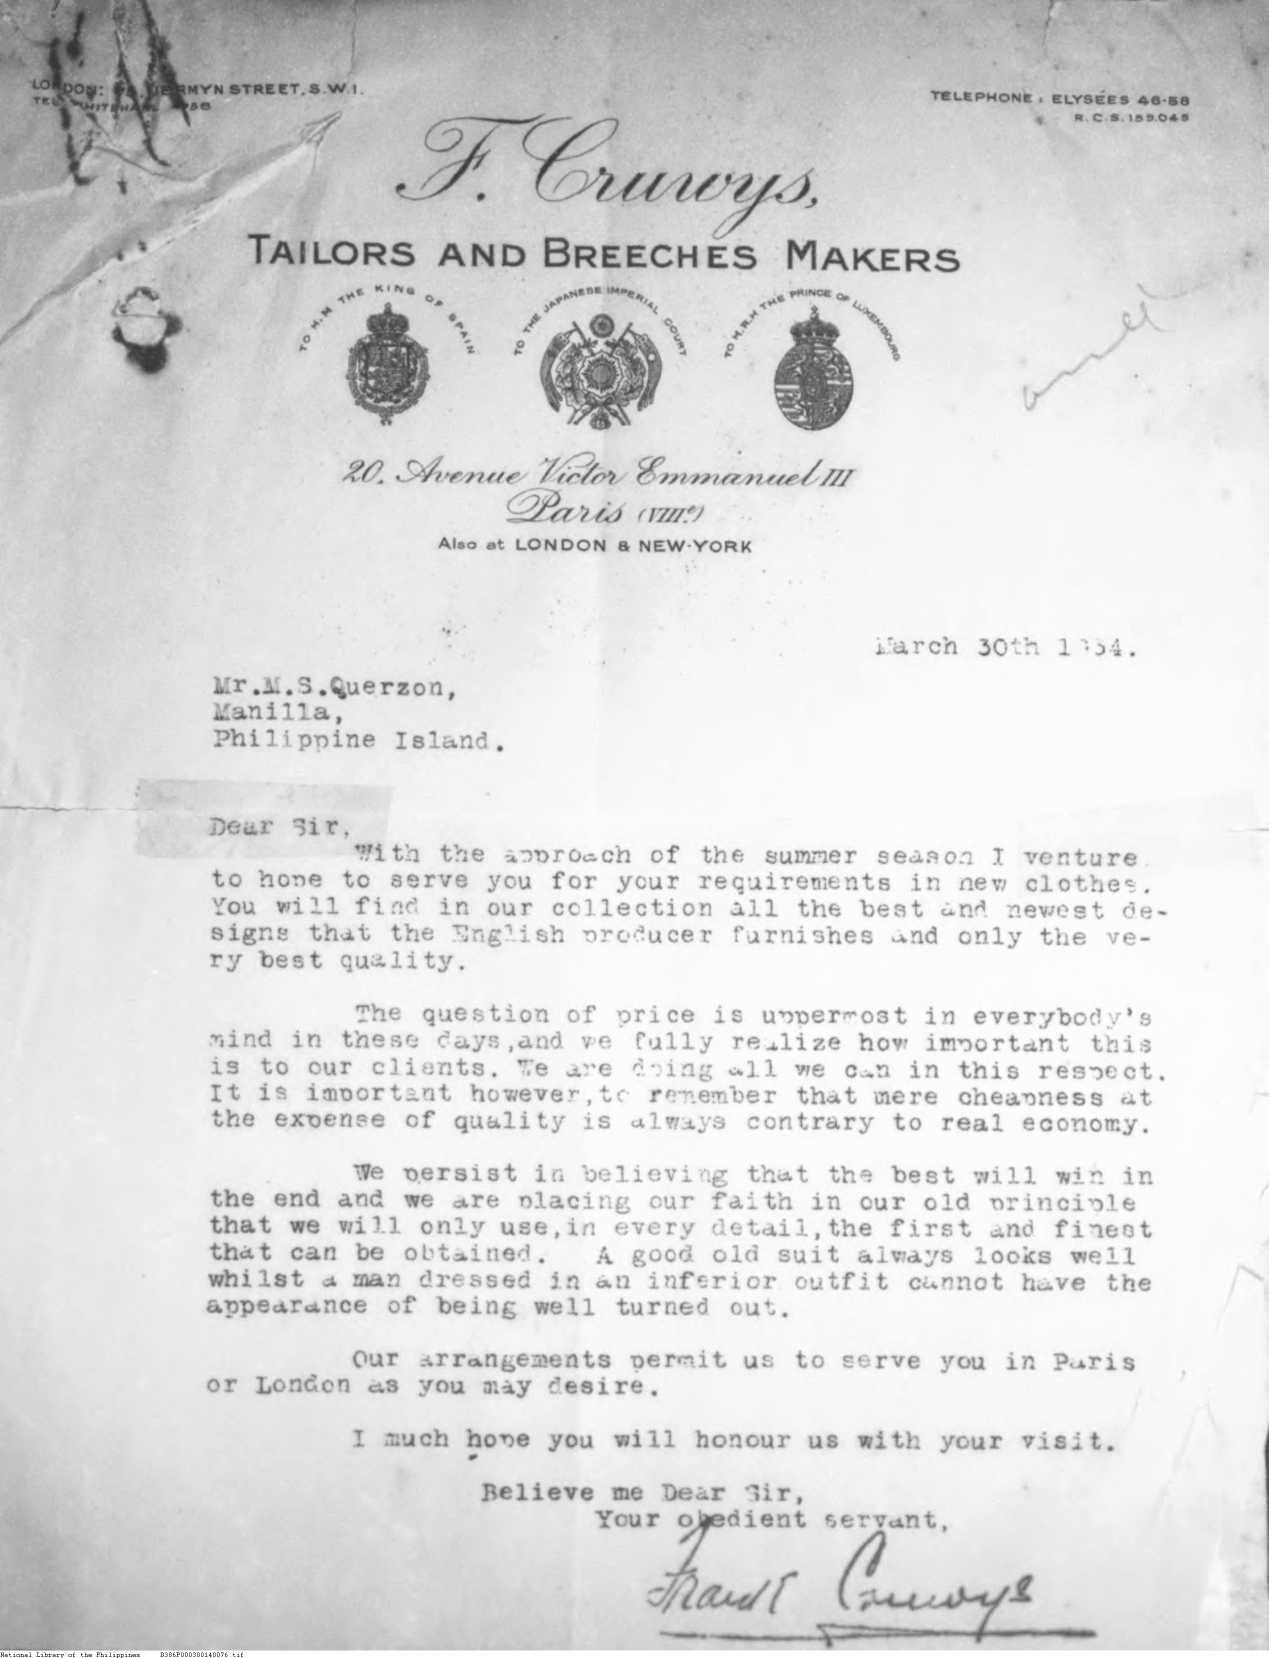 LONDON: JERMYN STREET, S.W.1.
TEL. WHITEHALL
TELEPHONE : ELYSÉES 46-58
R.C.S. 159.045
F. Cruwys,
TAILORS AND BREECHES MAKERS
TO H.M THE KING OF SPAIN
TO THE JAPANESE IMPERIAL COURT
TO H.R.H THE PRINCE OF LUXEMBOURG
20. Avenue Victor Emmanuel III
Paris (VIIIe)
Also at LONDON & NEW-YORK
March 30th 1934.
Mr.M.S.Querzon,
Manilla,
Philippine Island.
Dear Sir,
With the approach of the summer season I venture
to hope to serve you for your requirements in new clothes.
You will find in our collection all the best and newest de-
signs that the English producer furnishes and only the ve-
ry best quality.
The question of price is uppermost in everybody's
mind in these days,and we fully realize how important this
is to our clients. We are doing all we can in this respect.
It is important however,to remember that mere cheapness at
the expense of quality is always contrary to real economy.
We persist in believing that the best will win in
the end and we are placing our faith in our old principle
that we will only use,in every detail,the first and finest
that can be obtained. A good old suit always looks well
whilst a man dressed in an inferior outfit cannot have the
appearance of being well turned out.
Our arrangements permit us to serve you in Paris
or London as you may desire.
I much hope you will honour us with your visit.
Believe me Dear Sir,
Your obedient servant,
Frank Cruwys
National Library of the Philippines B386P000300140076.tif